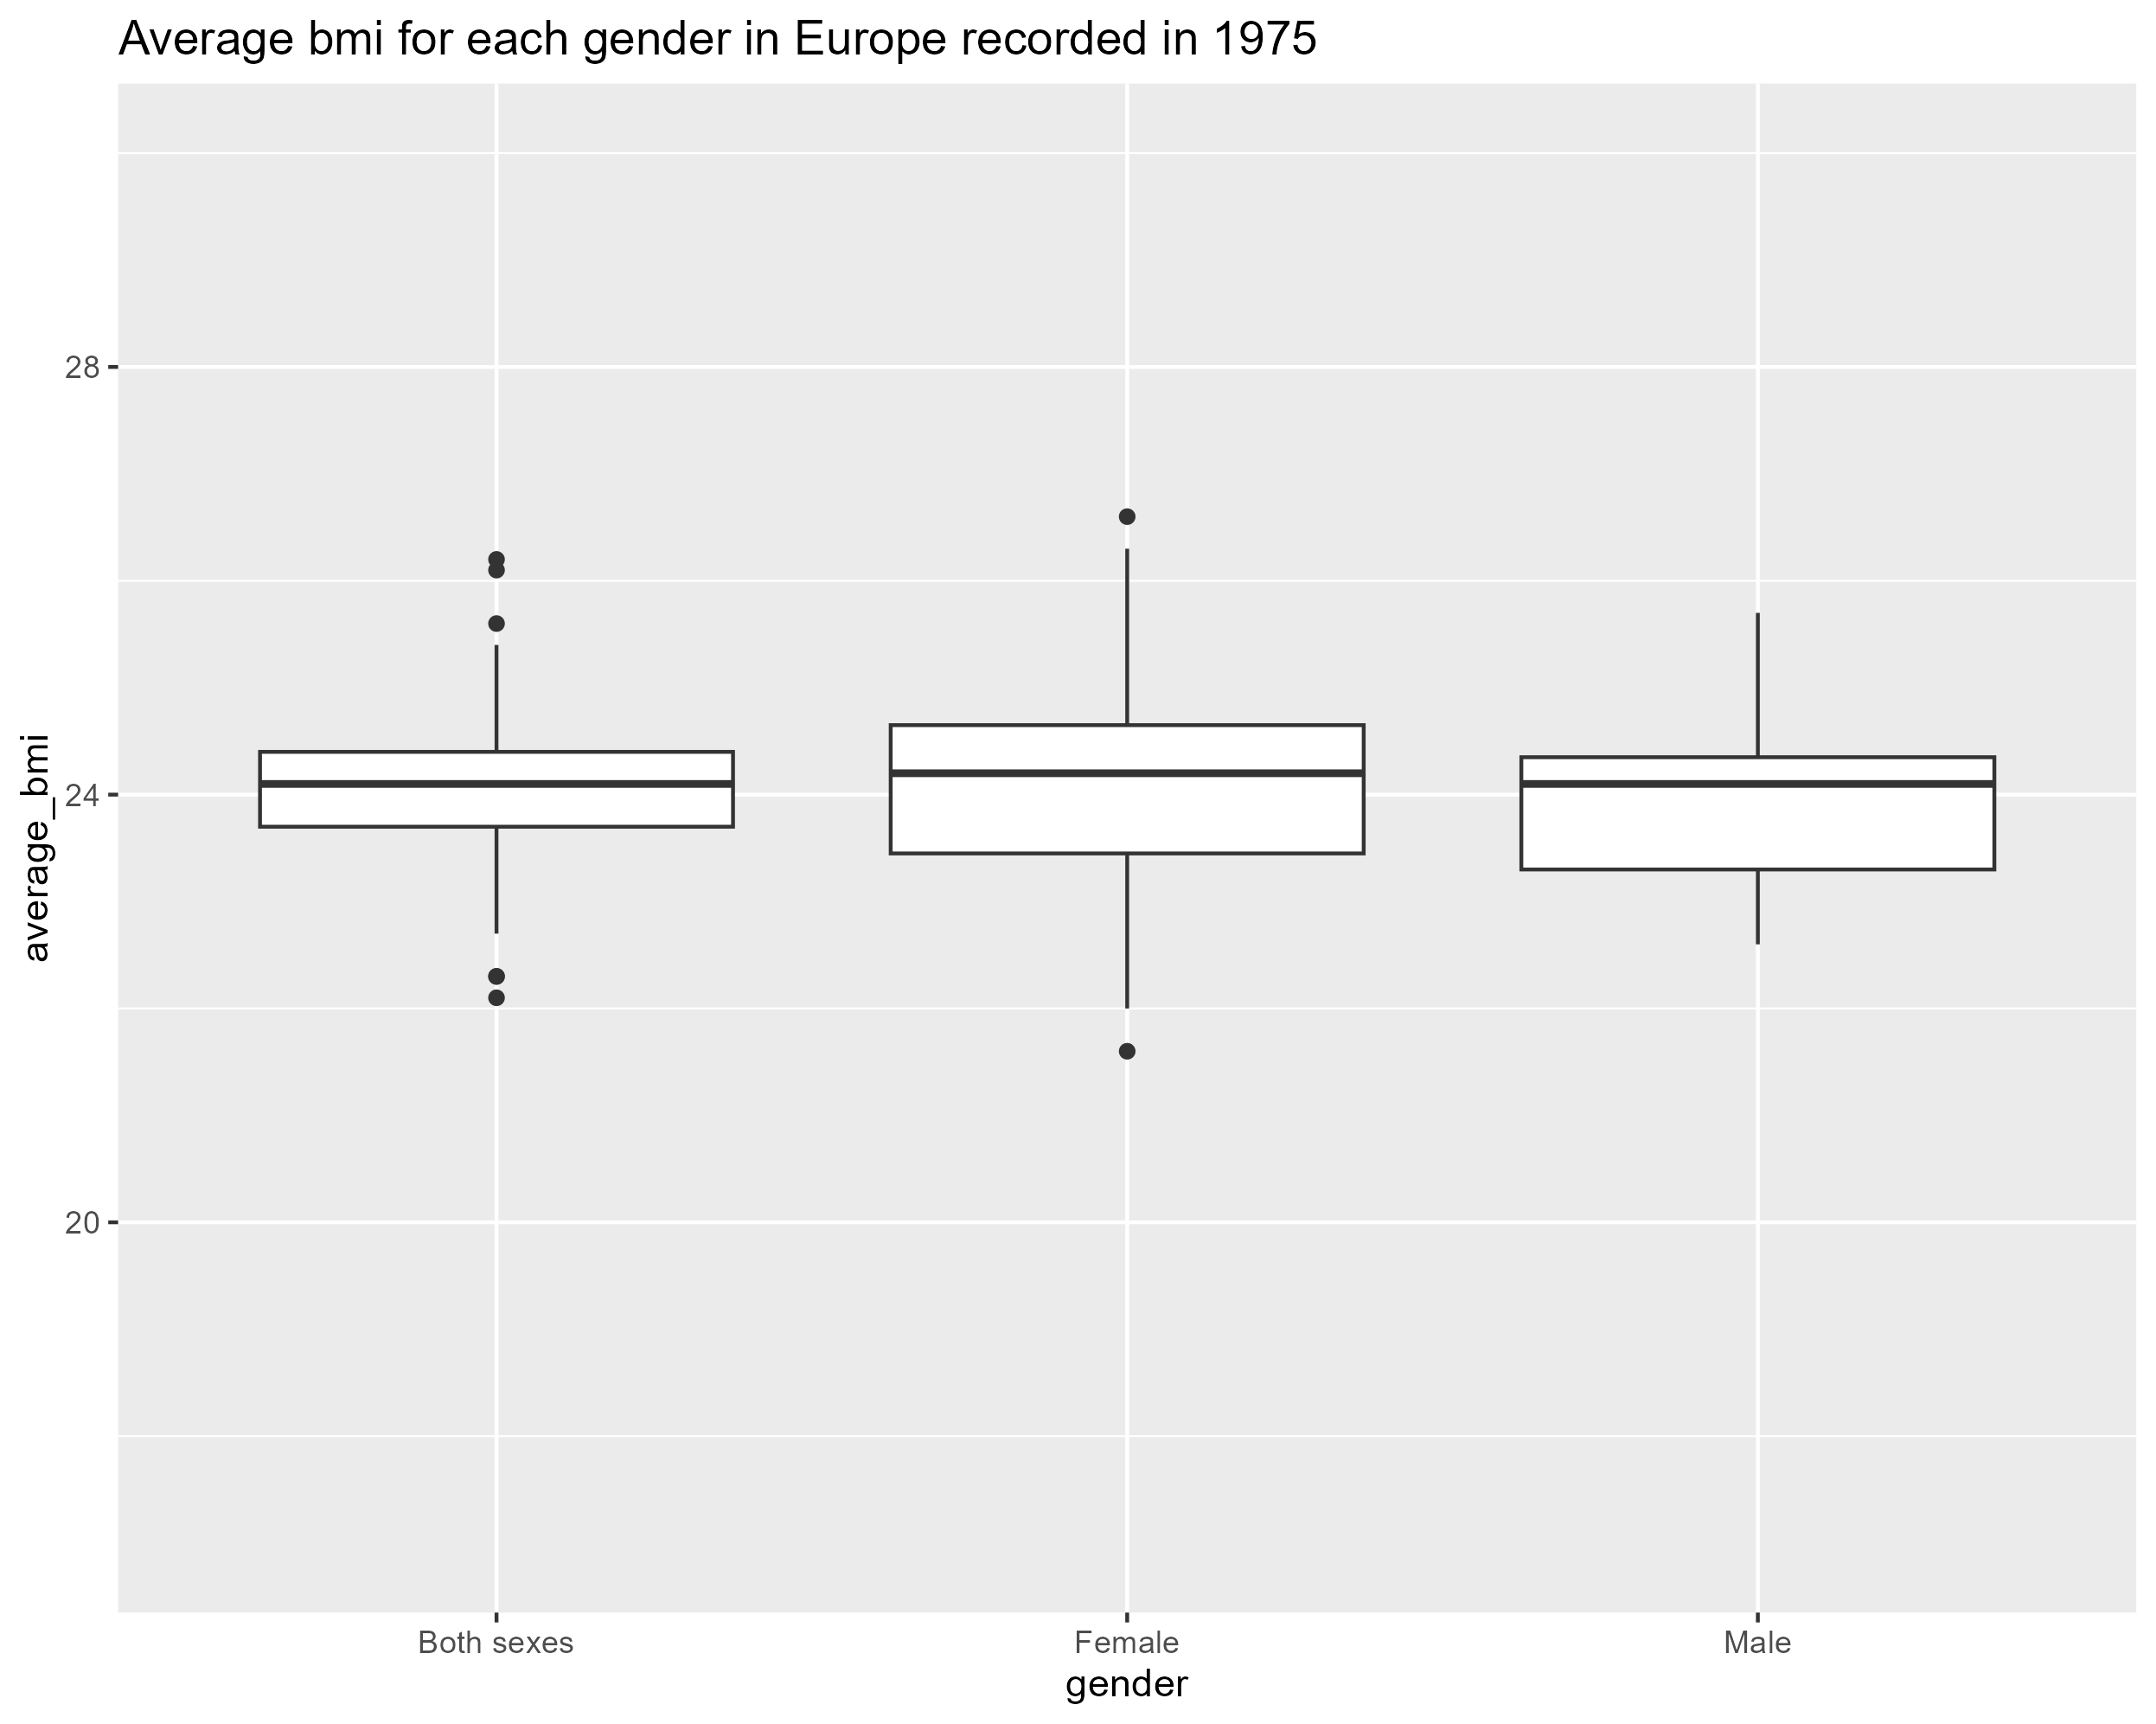 Average bmi for each gender in Europe recorded in 1975
average_bmi
28
24
20
Both sexes
Female
Male
gender